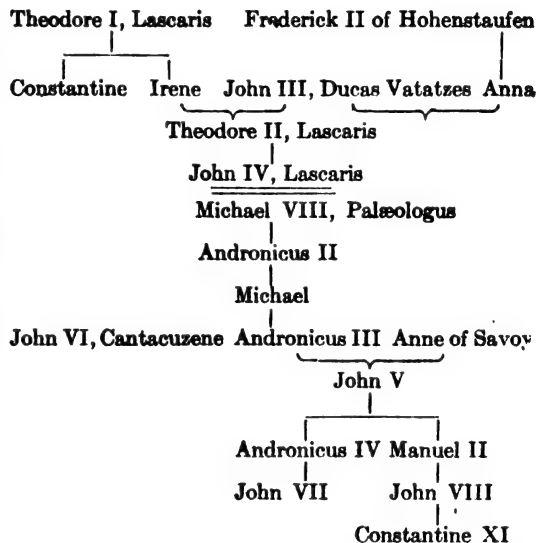 Theodore I, Lascaris Frederick II of Hohenstaufen
Constantine Irene John III, Ducas Vatatzes Anna
Theodore II, Lascaris
John IV, Lascaris
Michael VIII, Palæologus
Andronicus II
Michael
John VI, Cantacuzene Andronicus III Anne of Savoy
John V
Andronicus IV Manuel II
John VII John VIII
Constantine XI